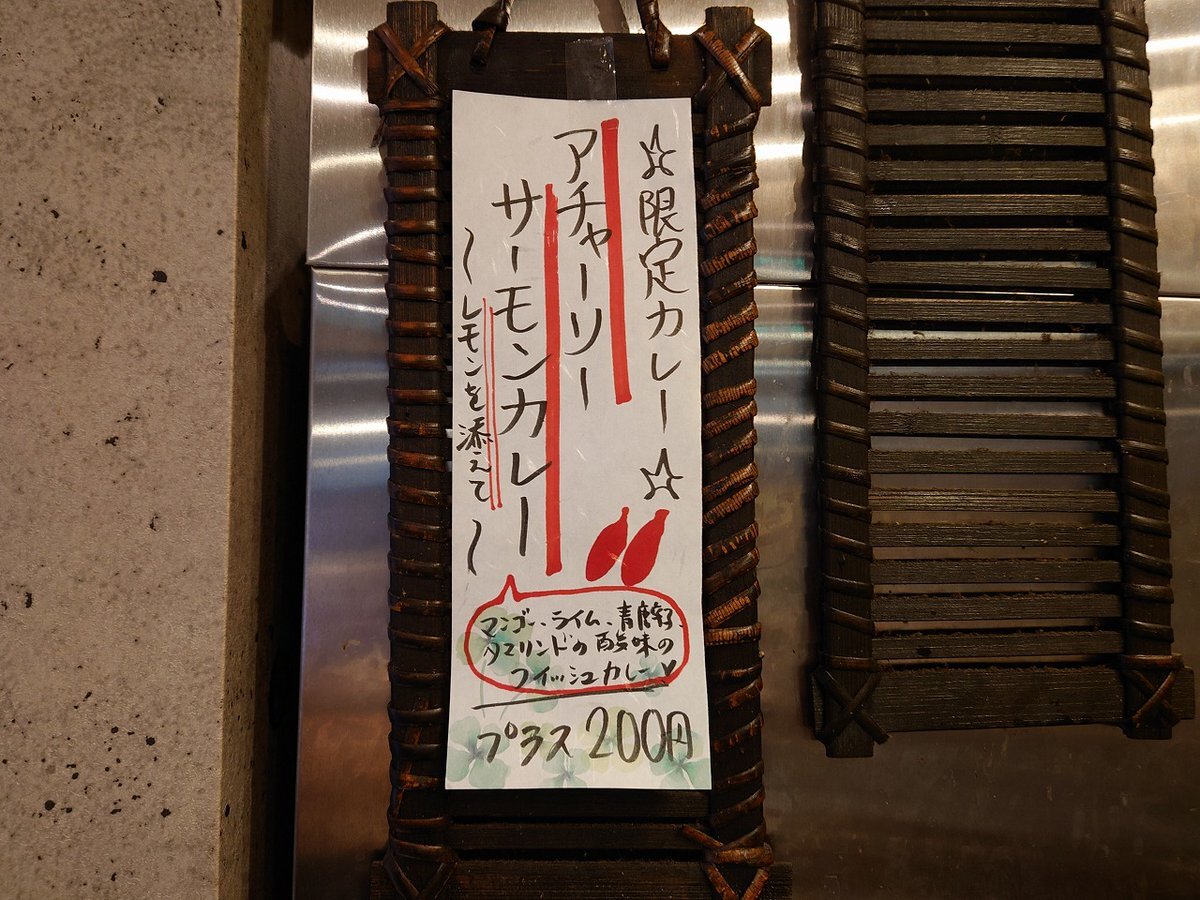 ☆限定カレー☆
アチャーリー
サーモンカレー
〜レモンを添えて〜
マンゴー、ライム、青唐辛子、
タマリンドの酸味の
フィッシュカレー♥
プラス200円